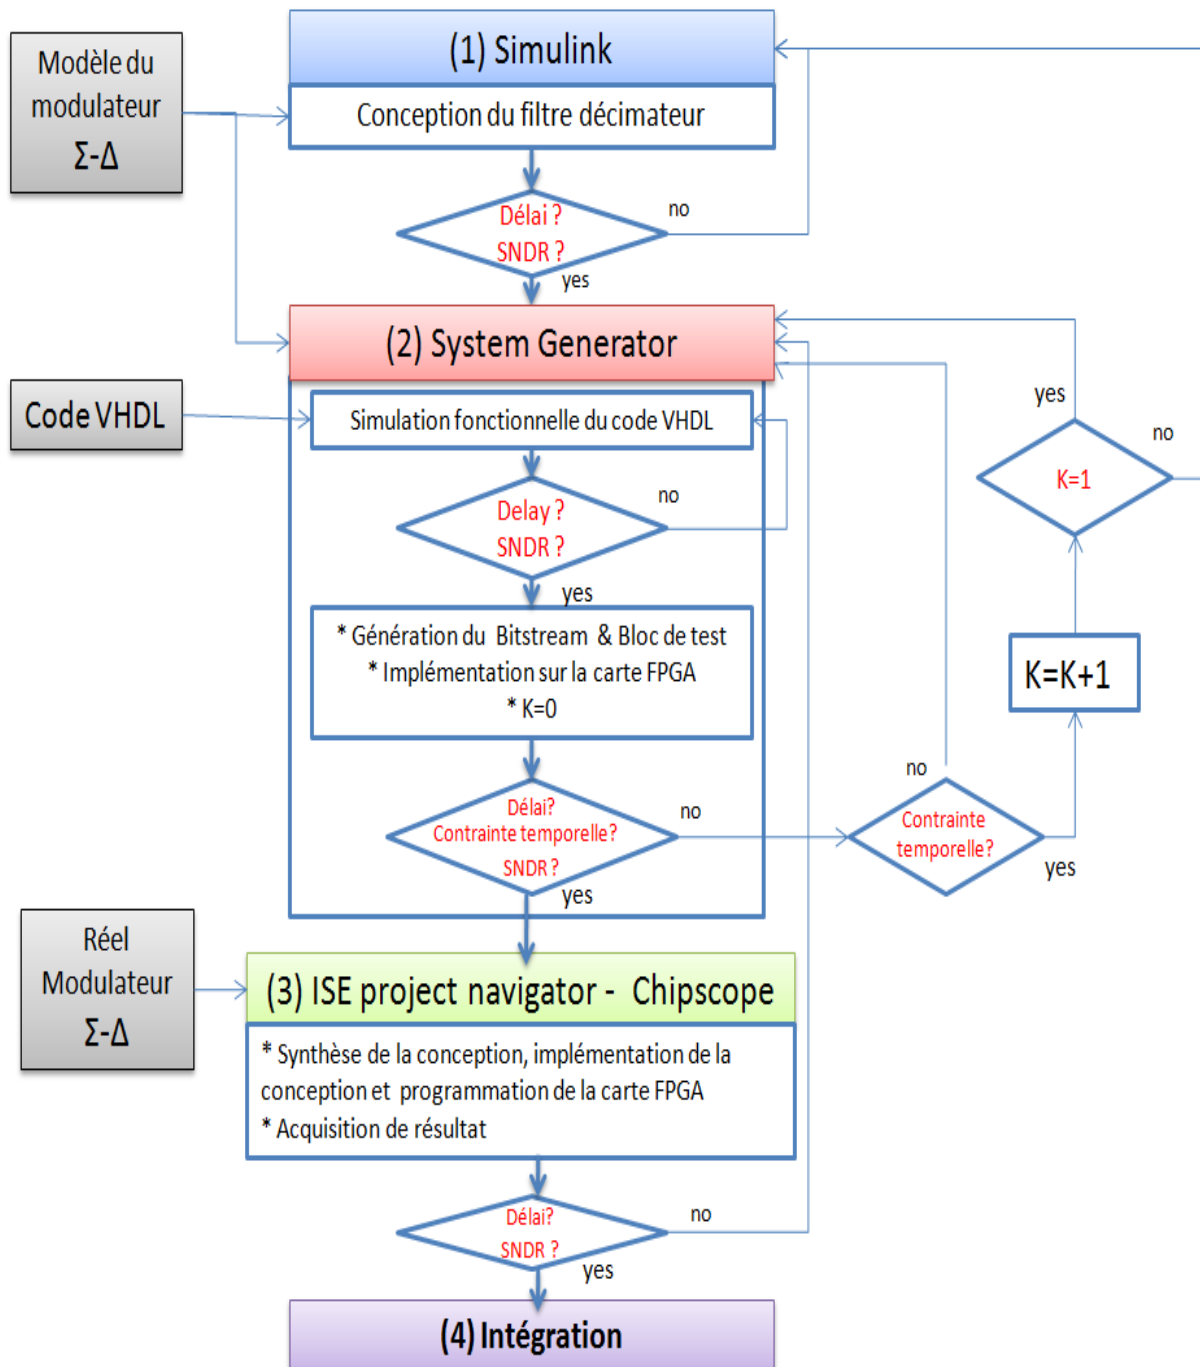 (1) Simulink
Modèle du
modulateur
Σ-Δ
Conception du filtre décimateur
Délai ?
SNDR ?
no
yes
(2) System Generator
Code VHDL
Simulation fonctionnelle du code VHDL
Delay ?
SNDR ?
no
yes
yes
no
K=1
* Génération du  Bitstream  & Bloc de test
* Implémentation sur la carte FPGA
* K=0
K=K+1
Délai?
Contrainte temporelle?
SNDR ?
no
yes
no
Contrainte
temporelle?
yes
Réel
Modulateur
Σ-Δ
(3) ISE project navigator -  Chipscope
* Synthèse de la conception, implémentation de la
conception et  programmation de la carte FPGA
* Acquisition de résultat
Délai?
SNDR ?
no
yes
(4) Intégration